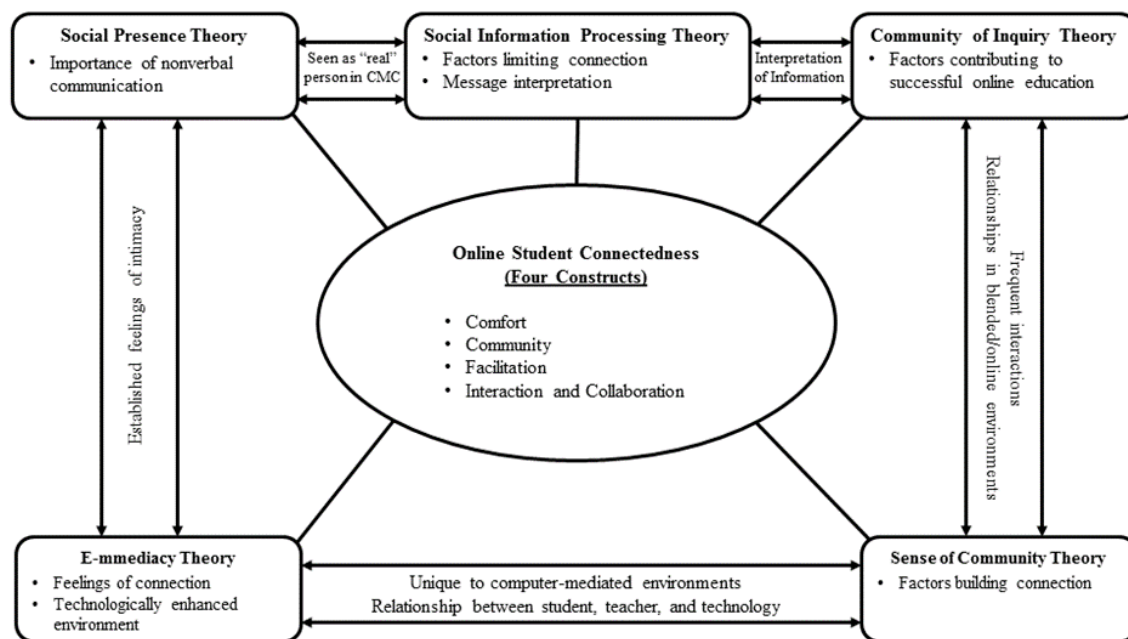 Social Presence Theory
• Importance of nonverbal
communication
Seen as “real”
person in CMC
Social Information Processing Theory
• Factors limiting connection
• Message interpretation
Interpretation
of Information
Community of Inquiry Theory
• Factors contributing to
successful online education
Established feelings of intimacy
Online Student Connectedness
(Four Constructs)
• Comfort
• Community
• Facilitation
• Interaction and Collaboration
Frequent interactions
Relationships in blended/online environments
E-mmediacy Theory
• Feelings of connection
• Technologically enhanced
environment
Unique to computer-mediated environments
Relationship between student, teacher, and technology
Sense of Community Theory
• Factors building connection